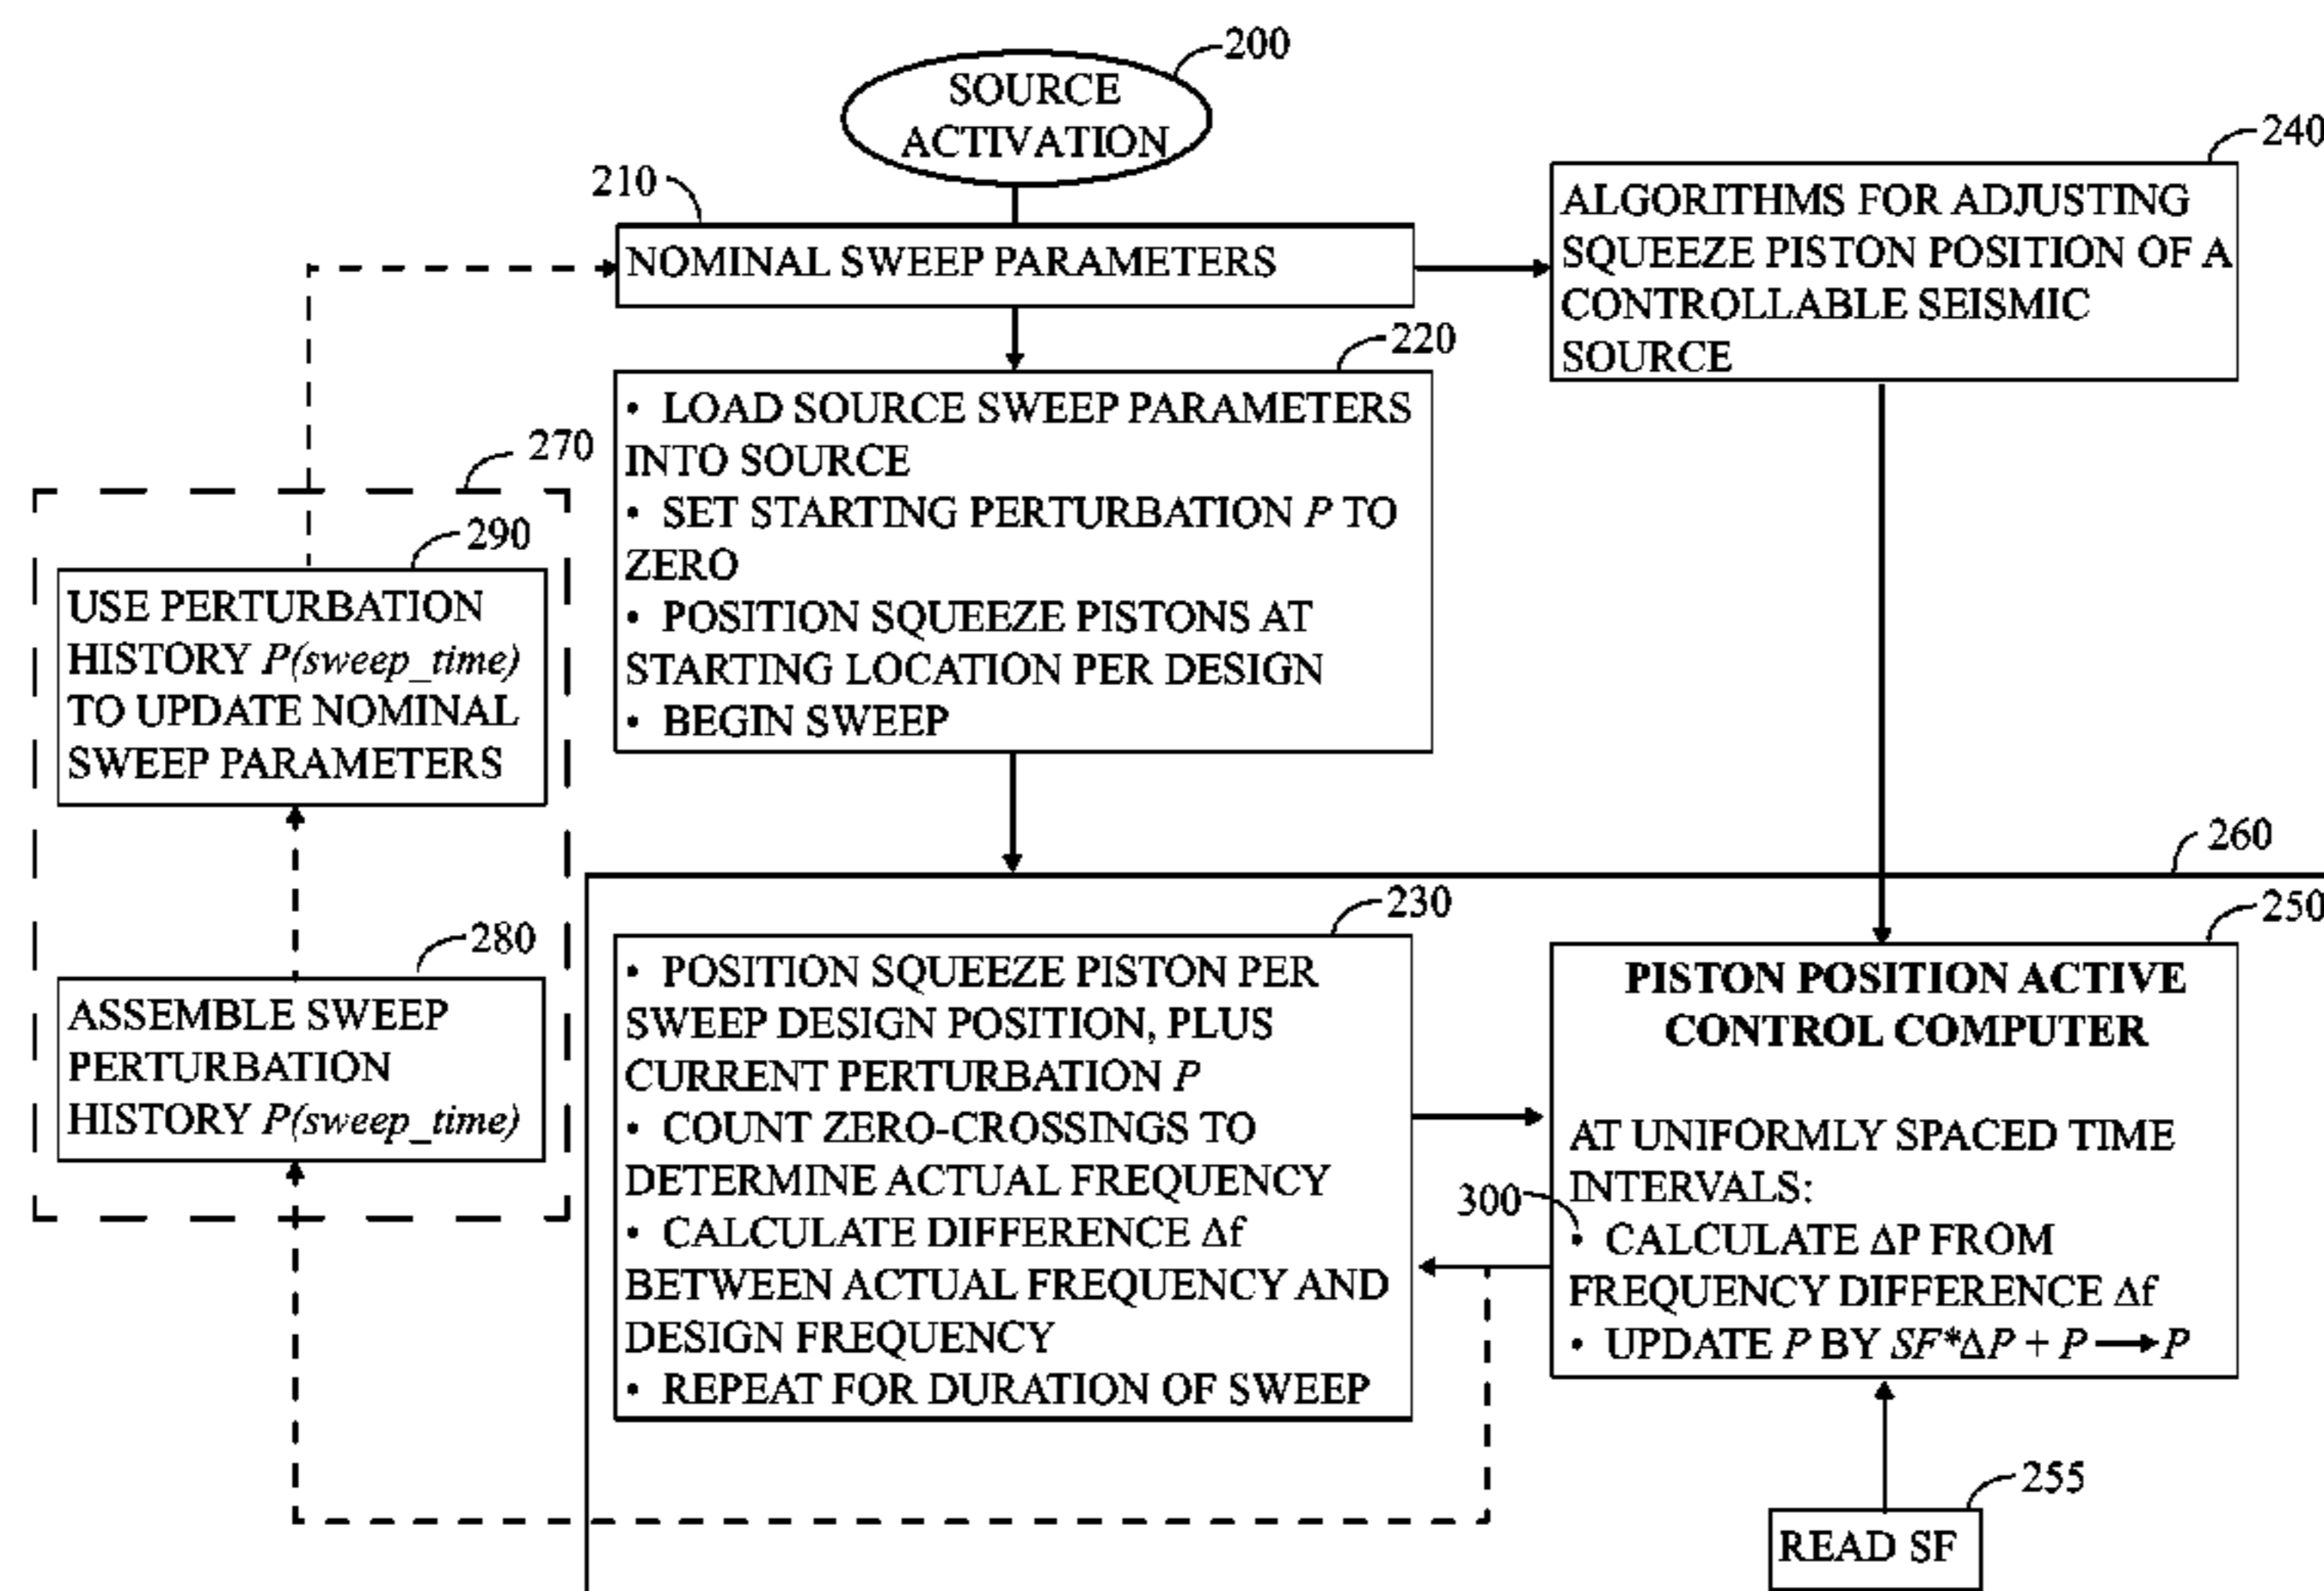 200
SOURCE
ACTIVATION
210
NOMINAL SWEEP PARAMETERS
240
ALGORITHMS FOR ADJUSTING
SQUEEZE PISTON POSITION OF A
CONTROLLABLE SEISMIC
SOURCE
220
• LOAD SOURCE SWEEP PARAMETERS
INTO SOURCE
• SET STARTING PERTURBATION P TO
ZERO
• POSITION SQUEEZE PISTONS AT
STARTING LOCATION PER DESIGN
• BEGIN SWEEP
270
290
USE PERTURBATION
HISTORY P(sweep_time)
TO UPDATE NOMINAL
SWEEP PARAMETERS
280
ASSEMBLE SWEEP
PERTURBATION
HISTORY P(sweep_time)
260
230
• POSITION SQUEEZE PISTON PER
SWEEP DESIGN POSITION, PLUS
CURRENT PERTURBATION P
• COUNT ZERO-CROSSINGS TO
DETERMINE ACTUAL FREQUENCY
• CALCULATE DIFFERENCE Δf
BETWEEN ACTUAL FREQUENCY AND
DESIGN FREQUENCY
• REPEAT FOR DURATION OF SWEEP
250
PISTON POSITION ACTIVE
CONTROL COMPUTER
AT UNIFORMLY SPACED TIME
INTERVALS:
300
• CALCULATE ΔP FROM
FREQUENCY DIFFERENCE Δf
• UPDATE P BY SF*ΔP + P → P
255
READ SF